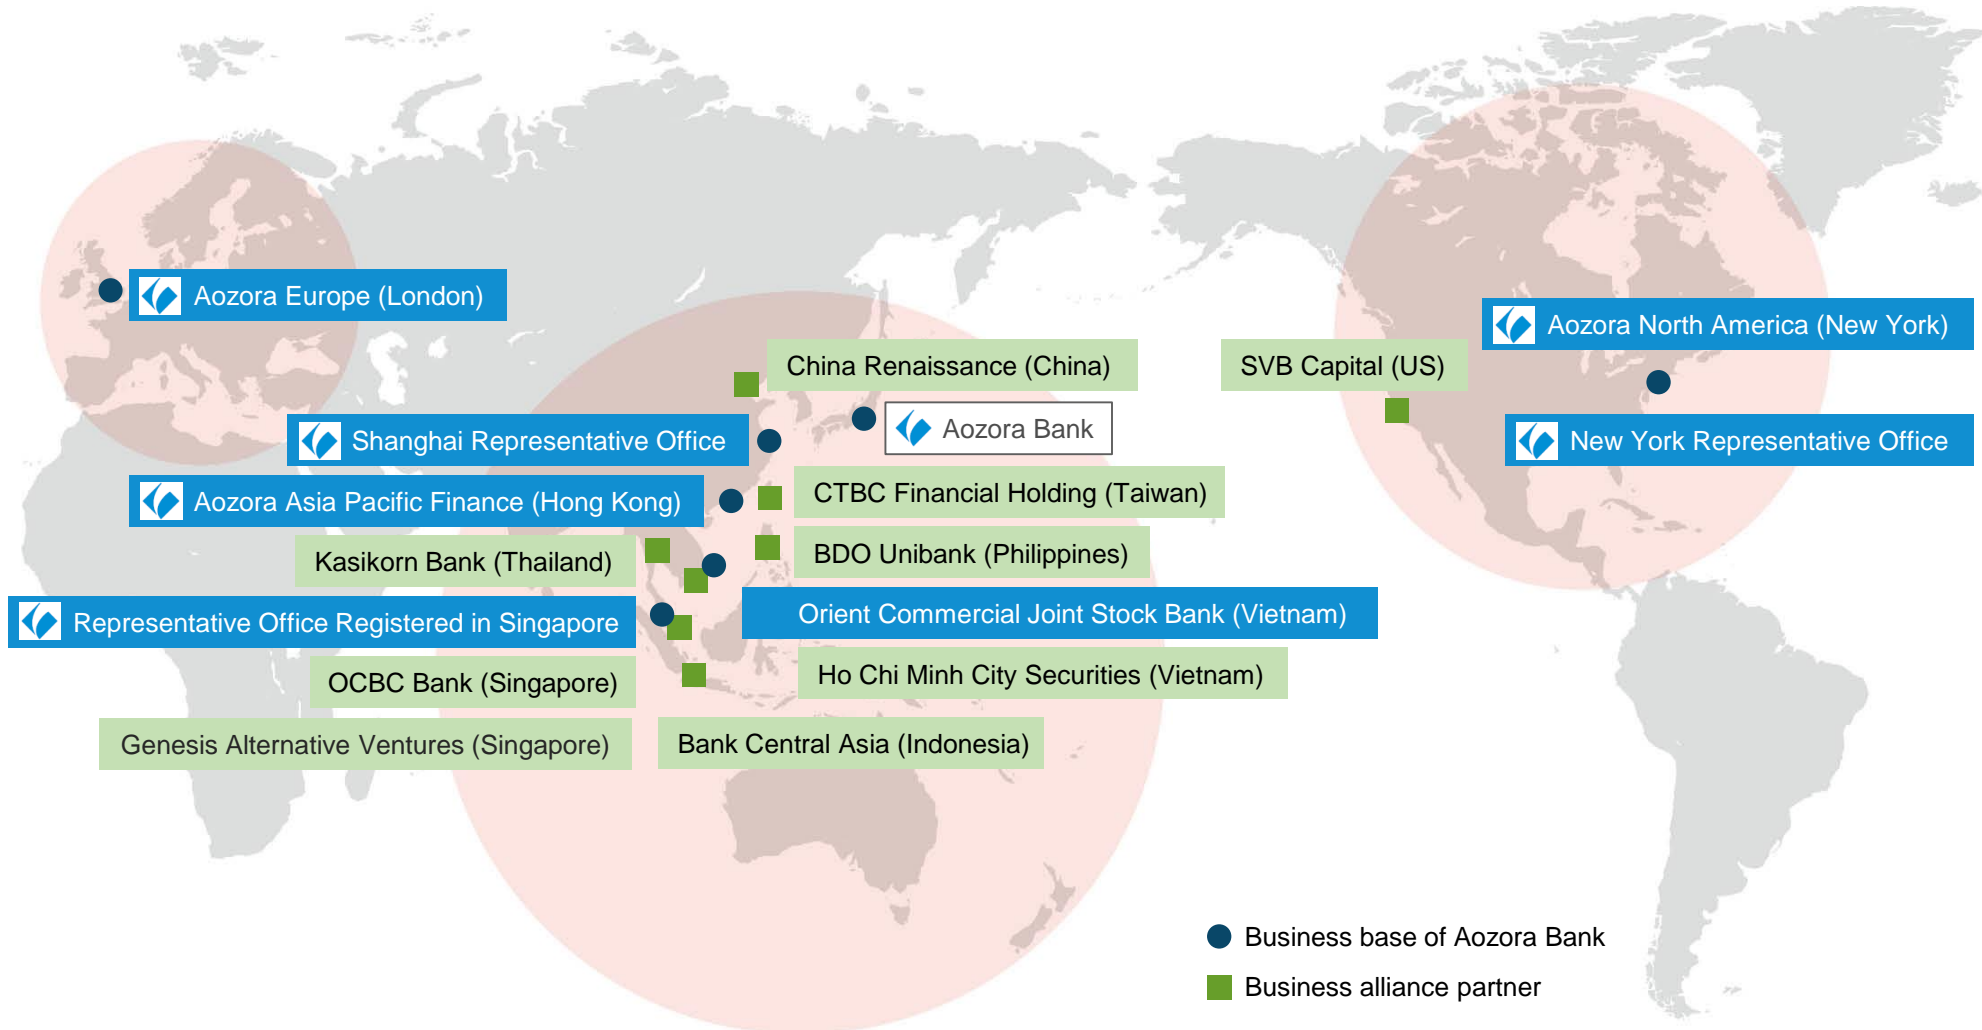 Aozora Europe (London)
Aozora North America (New York)
China Renaissance (China)
SVB Capital (US)
Aozora Bank
Shanghai Representative Office
New York Representative Office
Aozora Asia Pacific Finance (Hong Kong)
CTBC Financial Holding (Taiwan)
Kasikorn Bank (Thailand)
BDO Unibank (Philippines)
Representative Office Registered in Singapore
Orient Commercial Joint Stock Bank (Vietnam)
OCBC Bank (Singapore)
Ho Chi Minh City Securities (Vietnam)
Genesis Alternative Ventures (Singapore)
Bank Central Asia (Indonesia)
Business base of Aozora Bank
Business alliance partner